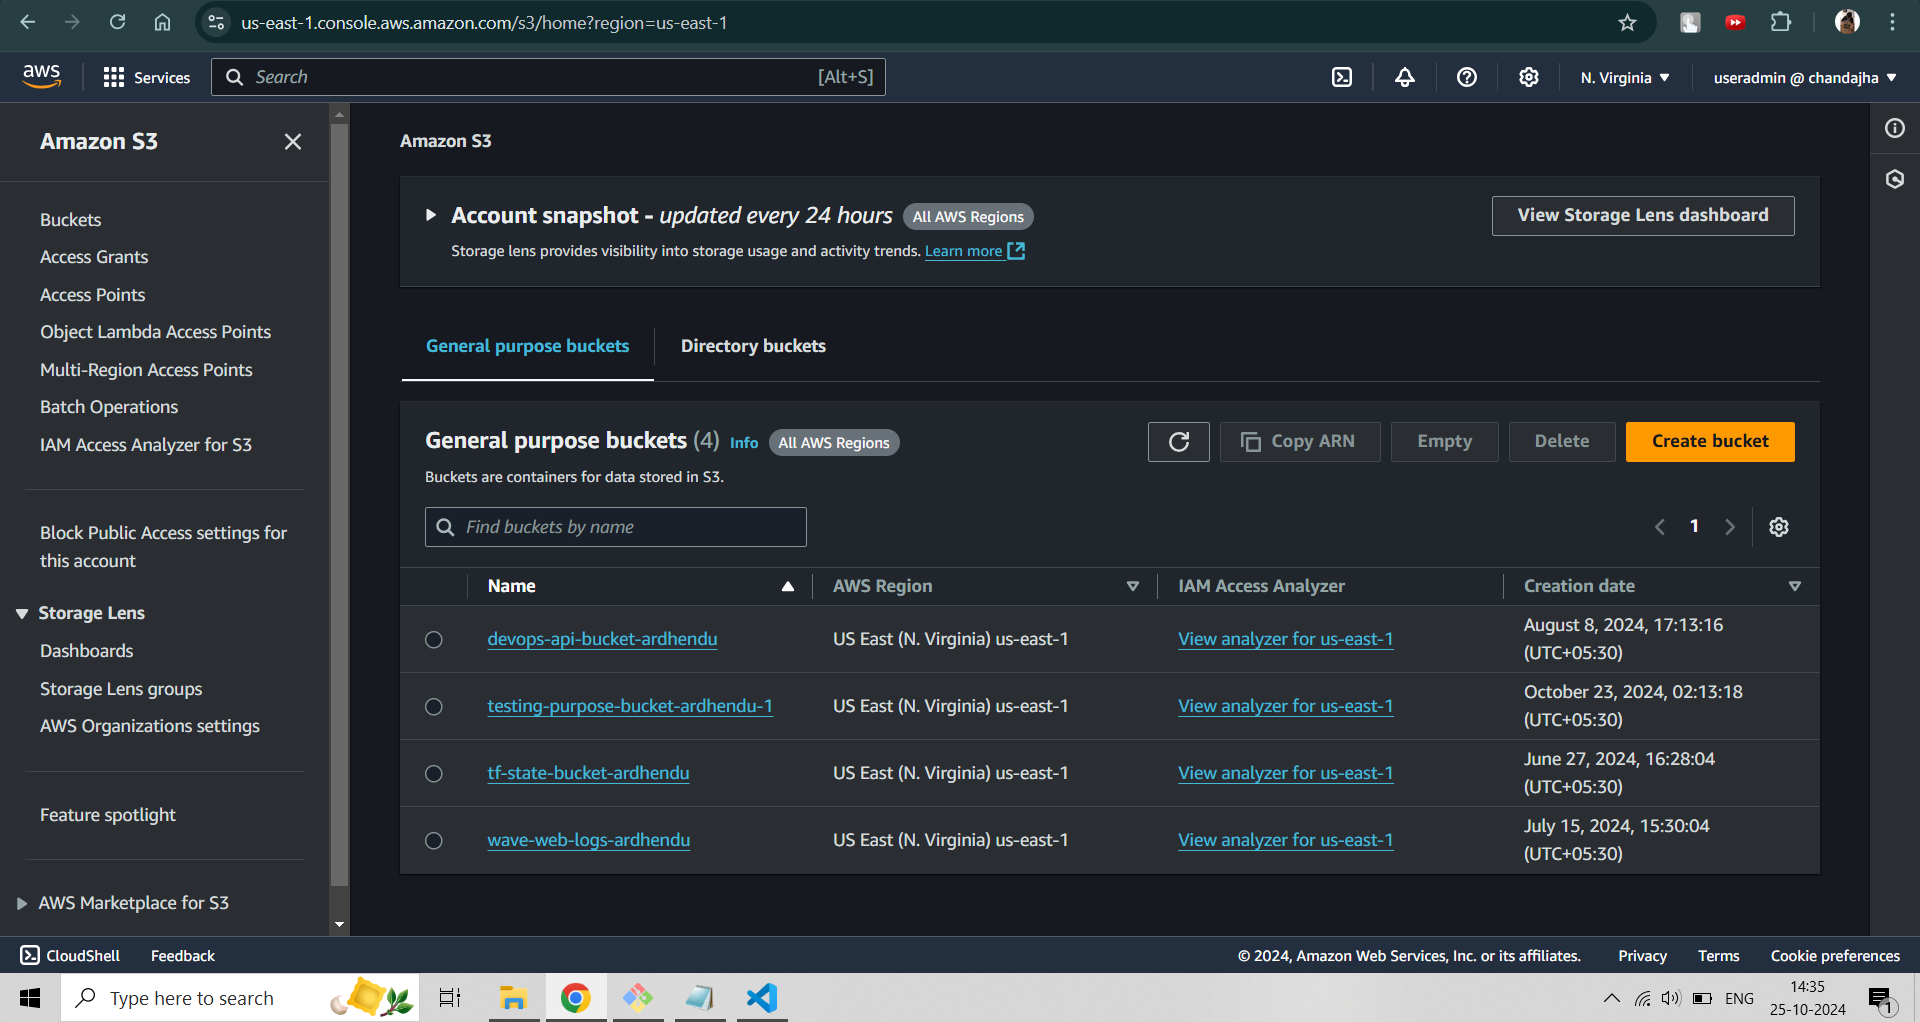 us-east-1.console.aws.amazon.com/s3/home?region=us-east-1
aws
Services
Search
[Alt+S]
N. Virginia
useradmin @ chandajha
Amazon S3
Buckets
Access Grants
Access Points
Object Lambda Access Points
Multi-Region Access Points
Batch Operations
IAM Access Analyzer for S3
Block Public Access settings for
this account
Storage Lens
Dashboards
Storage Lens groups
AWS Organizations settings
Feature spotlight
AWS Marketplace for S3
Amazon S3
Account snapshot - updated every 24 hours All AWS Regions
View Storage Lens dashboard
Storage lens provides visibility into storage usage and activity trends. Learn more
General purpose buckets
Directory buckets
General purpose buckets (4) Info All AWS Regions
Copy ARN
Empty
Delete
Create bucket
Buckets are containers for data stored in S3.
Find buckets by name
1
Name AWS Region IAM Access Analyzer Creation date
devops-api-bucket-ardhendu US East (N. Virginia) us-east-1 View analyzer for us-east-1 August 8, 2024, 17:13:16
(UTC+05:30)
testing-purpose-bucket-ardhendu-1 US East (N. Virginia) us-east-1 View analyzer for us-east-1 October 23, 2024, 02:13:18
(UTC+05:30)
tf-state-bucket-ardhendu US East (N. Virginia) us-east-1 View analyzer for us-east-1 June 27, 2024, 16:28:04
(UTC+05:30)
wave-web-logs-ardhendu US East (N. Virginia) us-east-1 View analyzer for us-east-1 July 15, 2024, 15:30:04
(UTC+05:30)
CloudShell
Feedback
© 2024, Amazon Web Services, Inc. or its affiliates.
Privacy
Terms
Cookie preferences
Type here to search
ENG
14:35
25-10-2024
1